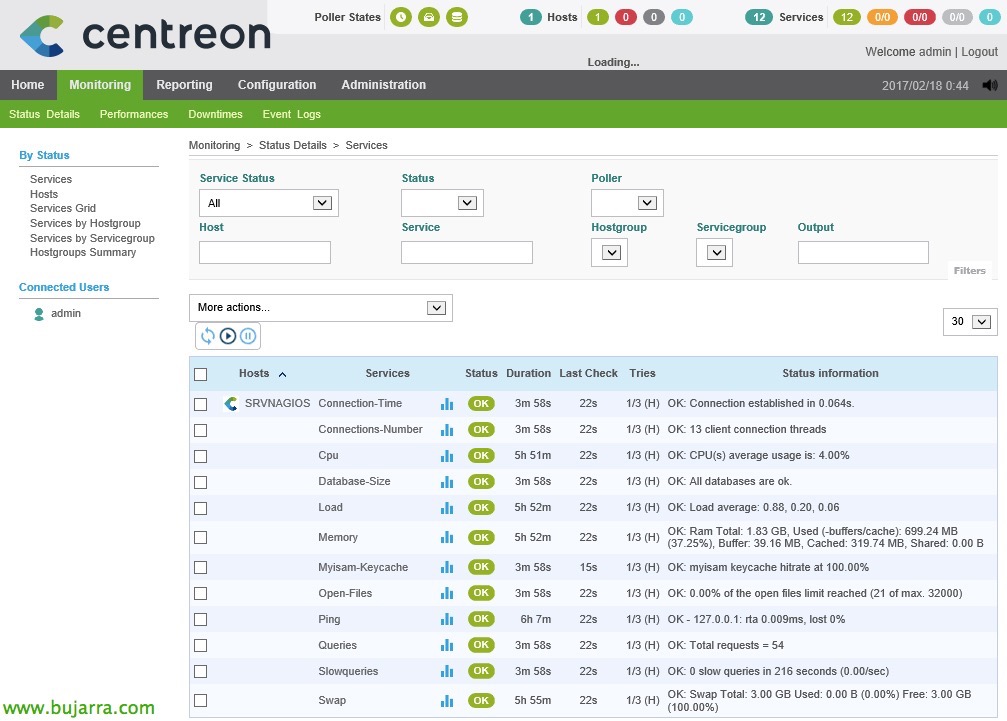 centreon
Poller States 1 Hosts 1 0 0 0 12 Services 12 0/0 0/0 0/0 0
Loading...
Welcome admin | Logout
Home Monitoring Reporting Configuration Administration 2017/02/18 0:44
Status Details Performances Downtimes Event Logs
By Status
Services
Hosts
Services Grid
Services by Hostgroup
Services by Servicegroup
Hostgroups Summary
Connected Users
admin
Monitoring > Status Details > Services
Service Status Status Poller
All
Host Service Hostgroup Servicegroup Output
Filters
More actions...
30
Hosts Services Status Duration Last Check Tries Status information
SRVNAGIOS Connection-Time OK 3m 58s 22s 1/3 (H) OK: Connection established in 0.064s.
Connections-Number OK 3m 58s 22s 1/3 (H) OK: 13 client connection threads
Cpu OK 5h 51m 22s 1/3 (H) OK: CPU(s) average usage is: 4.00%
Database-Size OK 3m 58s 22s 1/3 (H) OK: All databases are ok.
Load OK 5h 52m 22s 1/3 (H) OK: Load average: 0.88, 0.20, 0.06
Memory OK 5h 52m 22s 1/3 (H) OK: Ram Total: 1.83 GB, Used (-buffers/cache): 699.24 MB
(37.25%), Buffer: 39.16 MB, Cached: 319.74 MB, Shared: 0.00 B
Myisam-Keycache OK 3m 58s 15s 1/3 (H) OK: myisam keycache hitrate at 100.00%
Open-Files OK 3m 58s 22s 1/3 (H) OK: 0.00% of the open files limit reached (21 of max. 32000)
Ping OK 6h 7m 22s 1/3 (H) OK - 127.0.0.1: rta 0.009ms, lost 0%
Queries OK 3m 58s 22s 1/3 (H) OK: Total requests = 54
Slowqueries OK 3m 58s 22s 1/3 (H) OK: 0 slow queries in 216 seconds (0.00/sec)
Swap OK 5h 55m 22s 1/3 (H) OK: Swap Total: 3.00 GB Used: 0.00 B (0.00%) Free: 3.00 GB
(100.00%)
www.bujarra.com